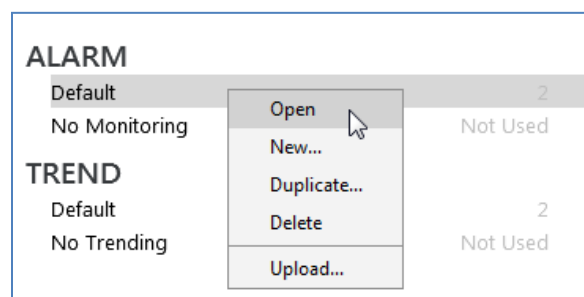 ALARM
Default 2
Open
No Monitoring Not Used
New...
TREND
Duplicate...
Default 2
Delete
No Trending Not Used
Upload...